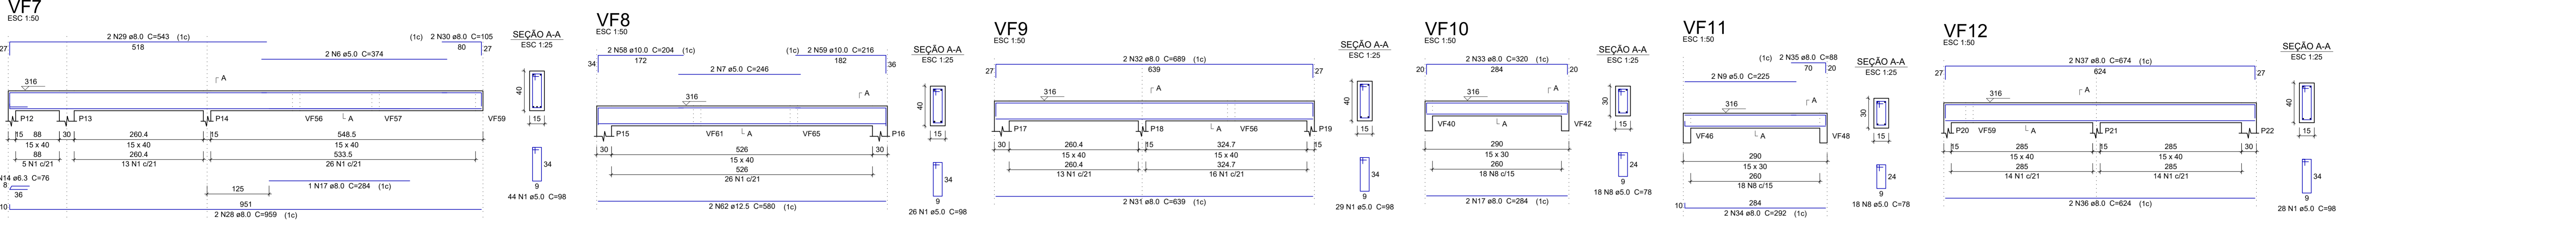 VF7
ESC 1:50
2 N29 ø8.0 C=543 (1c)
(1c) 2 N30 ø8.0 C=105
27
518
80
27
2 N6 ø5.0 C=374
SEÇÃO A-A
ESC 1:25
A
316
40
15
P12
P13
P14
VF56
A
VF57
VF59
15 88 30 260.4 15 548.5
15 x 40 15 x 40 15 x 40
88 260.4 533.5
5 N1 c/21 13 N1 c/21 26 N1 c/21
N14 ø6.3 C=76
8
36
125
1 N17 ø8.0 C=284 (1c)
34
9
44 N1 ø5.0 C=98
951
10
2 N28 ø8.0 C=959 (1c)
VF8
ESC 1:50
2 N58 ø10.0 C=204 (1c)
(1c) 2 N59 ø10.0 C=216
34
172
182
36
2 N7 ø5.0 C=246
SEÇÃO A-A
ESC 1:25
A
316
40
15
P15
VF61
A
VF65
P16
30 526 30
15 x 40
526
26 N1 c/21
34
9
26 N1 ø5.0 C=98
2 N62 ø12.5 C=580 (1c)
VF9
ESC 1:50
2 N32 ø8.0 C=689 (1c)
27
639
27
SEÇÃO A-A
ESC 1:25
A
316
40
15
P17
P18
A
VF56
P19
30 260.4 15 324.7 15
15 x 40 15 x 40
260.4 324.7
13 N1 c/21 16 N1 c/21
34
9
29 N1 ø5.0 C=98
2 N31 ø8.0 C=639 (1c)
VF10
ESC 1:50
2 N33 ø8.0 C=320 (1c)
20
284
20
SEÇÃO A-A
ESC 1:25
A
316
30
15
VF40
A
VF42
290
15 x 30
260
18 N8 c/15
24
9
18 N8 ø5.0 C=78
2 N17 ø8.0 C=284 (1c)
VF11
ESC 1:50
(1c) 2 N35 ø8.0 C=88
70
20
2 N9 ø5.0 C=225
SEÇÃO A-A
ESC 1:25
A
316
30
15
VF46
A
VF48
290
15 x 30
260
18 N8 c/15
24
9
18 N8 ø5.0 C=78
284
10
2 N34 ø8.0 C=292 (1c)
VF12
ESC 1:50
2 N37 ø8.0 C=674 (1c)
27
624
27
SEÇÃO A-A
ESC 1:25
A
316
40
15
P20
VF59
A
P21
P22
15 285 15 285 30
15 x 40 15 x 40
285 285
14 N1 c/21 14 N1 c/21
34
9
28 N1 ø5.0 C=98
2 N36 ø8.0 C=624 (1c)